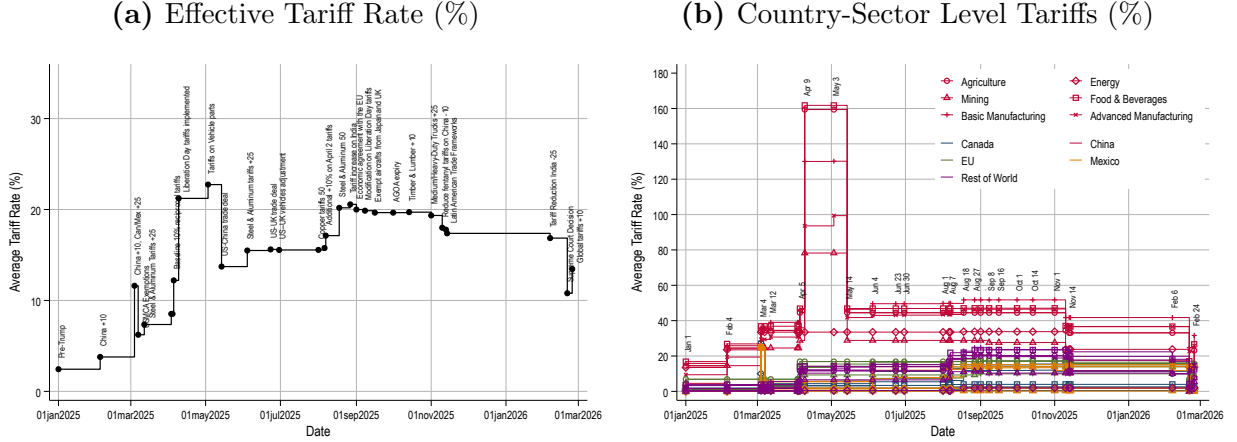 (a) Effective Tariff Rate (%)
Average Tariff Rate (%)
30
20
10
0
Pre-Trump
China +10
China +10, Can/Mex +25
USMCA Exemptions
Steel & Aluminum Tariffs +25
Baseline 10% reciprocal tariffs
Liberation Day tariffs implemented
Tariffs on Vehicle parts
US-China trade deal
Steel & Aluminum tariffs +25
US-UK trade deal
US-UK vehicles adjustment
Copper tariffs 50
Additional +10% on April 2 tariffs
Steel & Aluminum 50
Tariff increase on India
Economic agreement with the EU
Modification on Liberation Day tariffs
Exempt aircrafts from Japan and UK
AGOA expiry
Timber & Lumber +10
Medium/Heavy-Duty Trucks +25
Reduce fentanyl tariffs on China -10
Latin American Trade Frameworks
Tariff Reduction India -25
Supreme Court Decision
Global tariffs +10
01jan2025
01mar2025
01may2025
01jul2025
01sep2025
01nov2025
01jan2026
01mar2026
Date
(b) Country-Sector Level Tariffs (%)
Average Tariff Rate (%)
180
160
140
120
100
80
60
40
20
0
Jan 1
Feb 4
Mar 4
Mar 12
Apr 5
Apr 9
May 3
May 14
Jun 4
Jun 23
Jun 30
Aug 1
Aug 7
Aug 18
Aug 27
Sep 8
Sep 16
Oct 1
Oct 14
Nov 1
Nov 14
Feb 6
Feb 24
Agriculture
Energy
Mining
Food & Beverages
Basic Manufacturing
Advanced Manufacturing
Canada
China
EU
Mexico
Rest of World
01jan2025
01mar2025
01may2025
01jul2025
01sep2025
01nov2025
01jan2026
01mar2026
Date